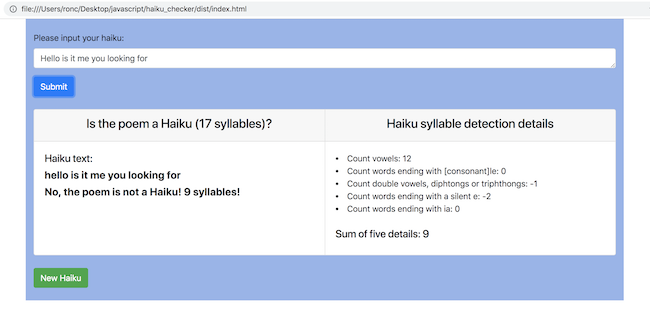 file:///Users/ronc/Desktop/javascript/haiku_checker/dist/index.html
Please input your haiku:
Hello is it me you looking for
Submit
Is the poem a Haiku (17 syllables)?
Haiku text:
hello is it me you looking for
No, the poem is not a Haiku! 9 syllables!
Haiku syllable detection details
• Count vowels: 12
• Count words ending with [consonant]le: 0
• Count double vowels, diphtongs or triphthongs: -1
• Count words ending with a silent e: -2
• Count words ending with ia: 0
Sum of five details: 9
New Haiku